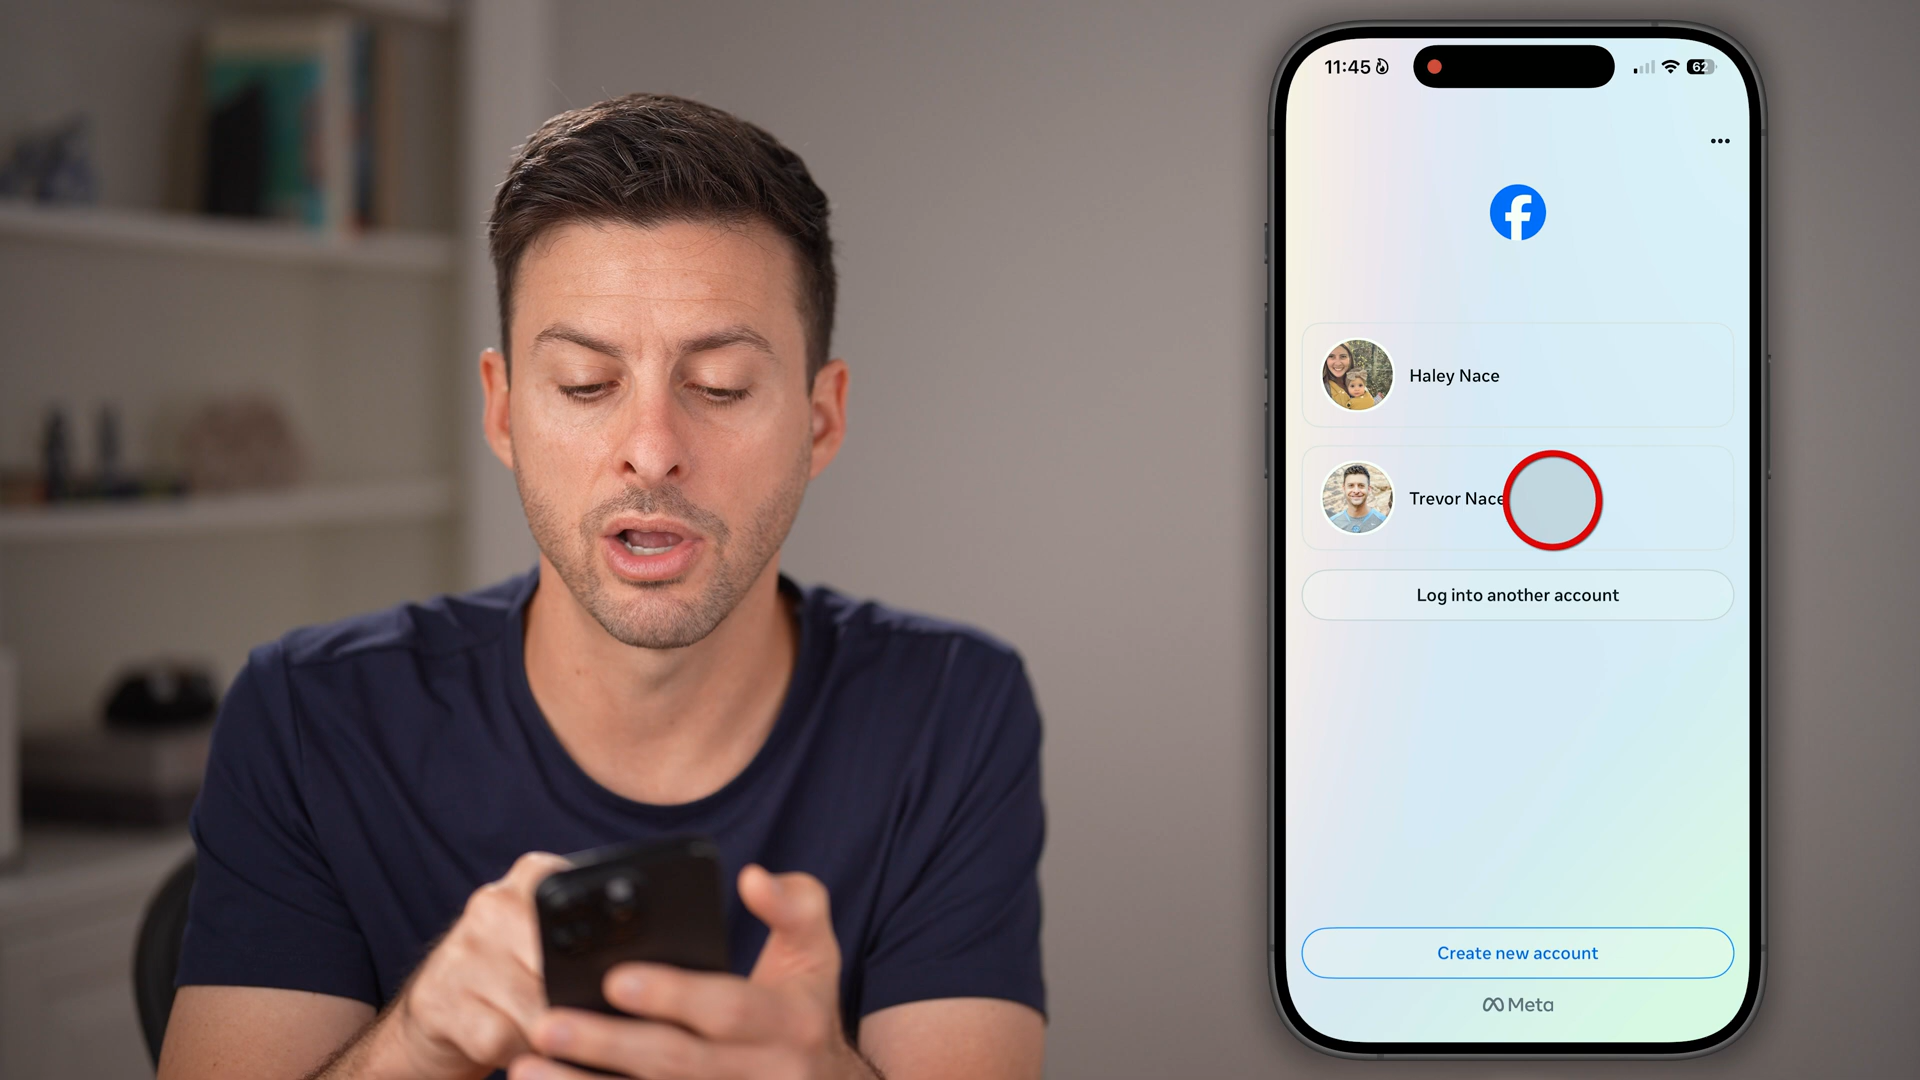 11:45
62
Haley Nace
Trevor Nace
Log into another account
Create new account
Meta